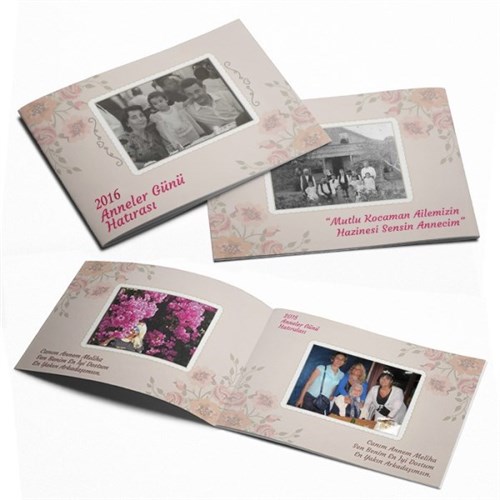 2016
Anneler Günü
Hatırası
"Mutlu Kocaman Ailemizin
Hazinesi Sensin Annecim"
Canım Annem Meliha
Sen Benim En İyi Dostum
En Yakın Arkadaşımsın.
2016
Anneler Günü
Hatırası
Canım Annem Meliha
Sen Benim En İyi Dostum
En Yakın Arkadaşımsın.